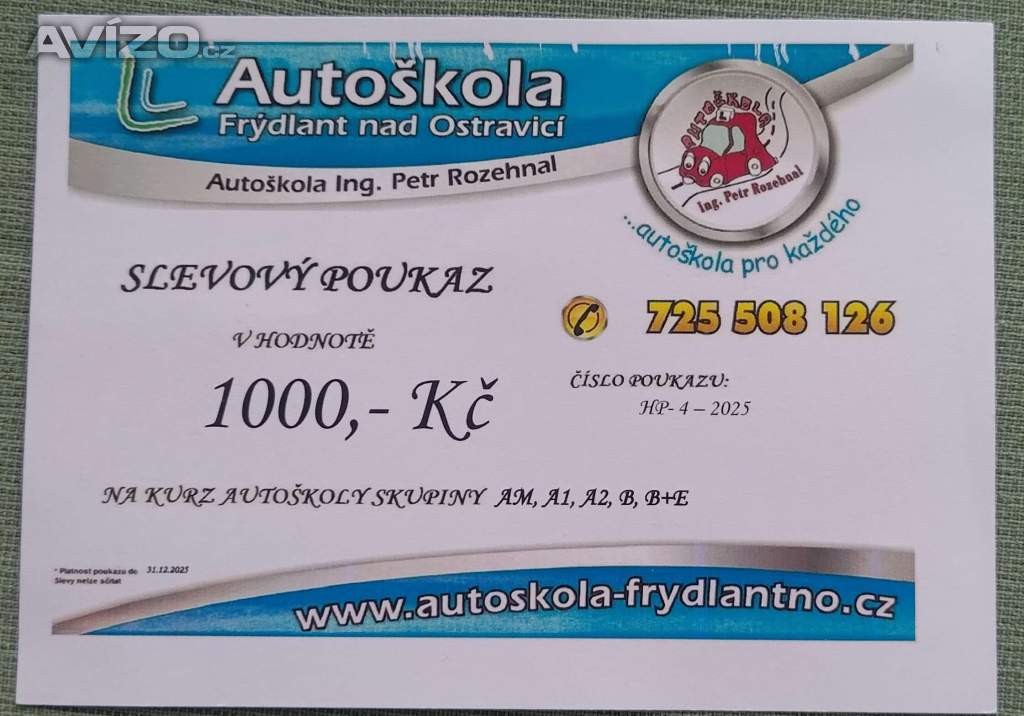 AVÍZO.cz
Autoškola
Frýdlant nad Ostravicí
Autoškola Ing. Petr Rozehnal
AUTOŠKOLA
L
Ing. Petr Rozehnal
...autoškola pro každého
SLEVOVÝ POUKAZ
V HODNOTĚ
1000,- Kč
725 508 126
ČÍSLO POUKAZU:
HP- 4 – 2025
NA KURZ AUTOŠKOLY SKUPINY AM, A1, A2, B, B+E
* Platnost poukazu do 31.12.2025
Slevy nelze sčítat
www.autoskola-frydlantno.cz